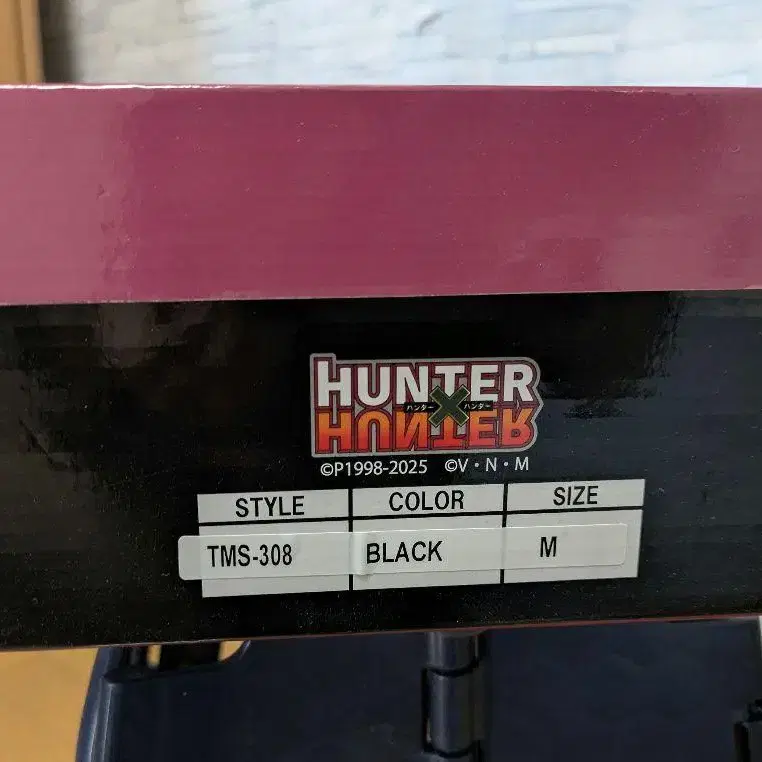 HUNTER
ハンター×ハンター
HUNTER
©P1998-2025 ©V・N・M
STYLE COLOR SIZE
TMS-308 BLACK M